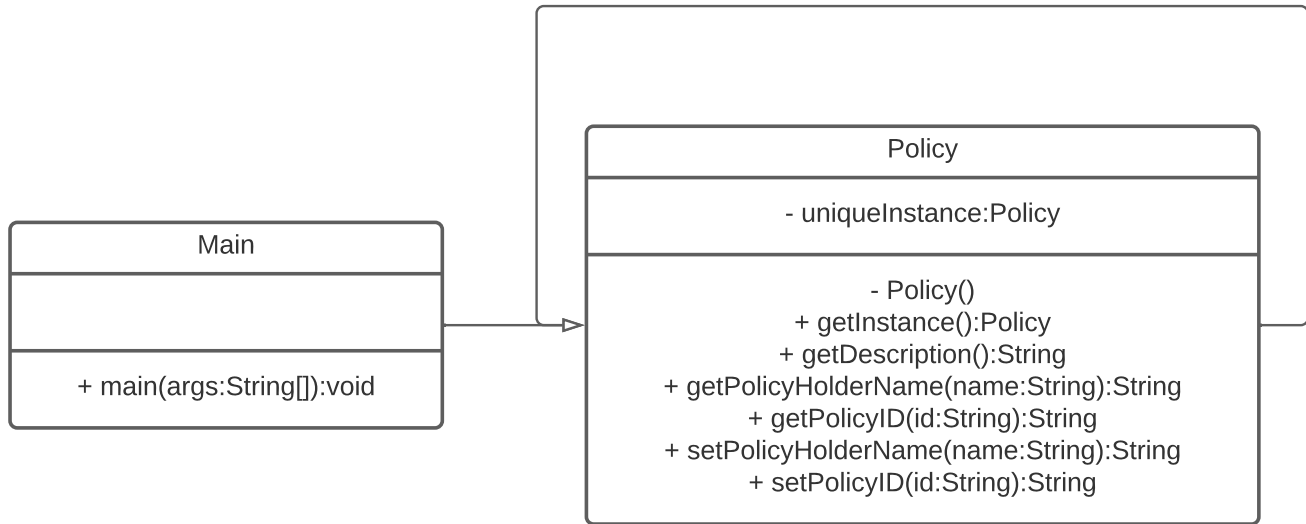 Main
+ main(args:String[]):void
Policy
- uniqueInstance:Policy
- Policy()
+ getInstance():Policy
+ getDescription():String
+ getPolicyHolderName(name:String):String
+ getPolicyID(id:String):String
+ setPolicyHolderName(name:String):String
+ setPolicyID(id:String):String